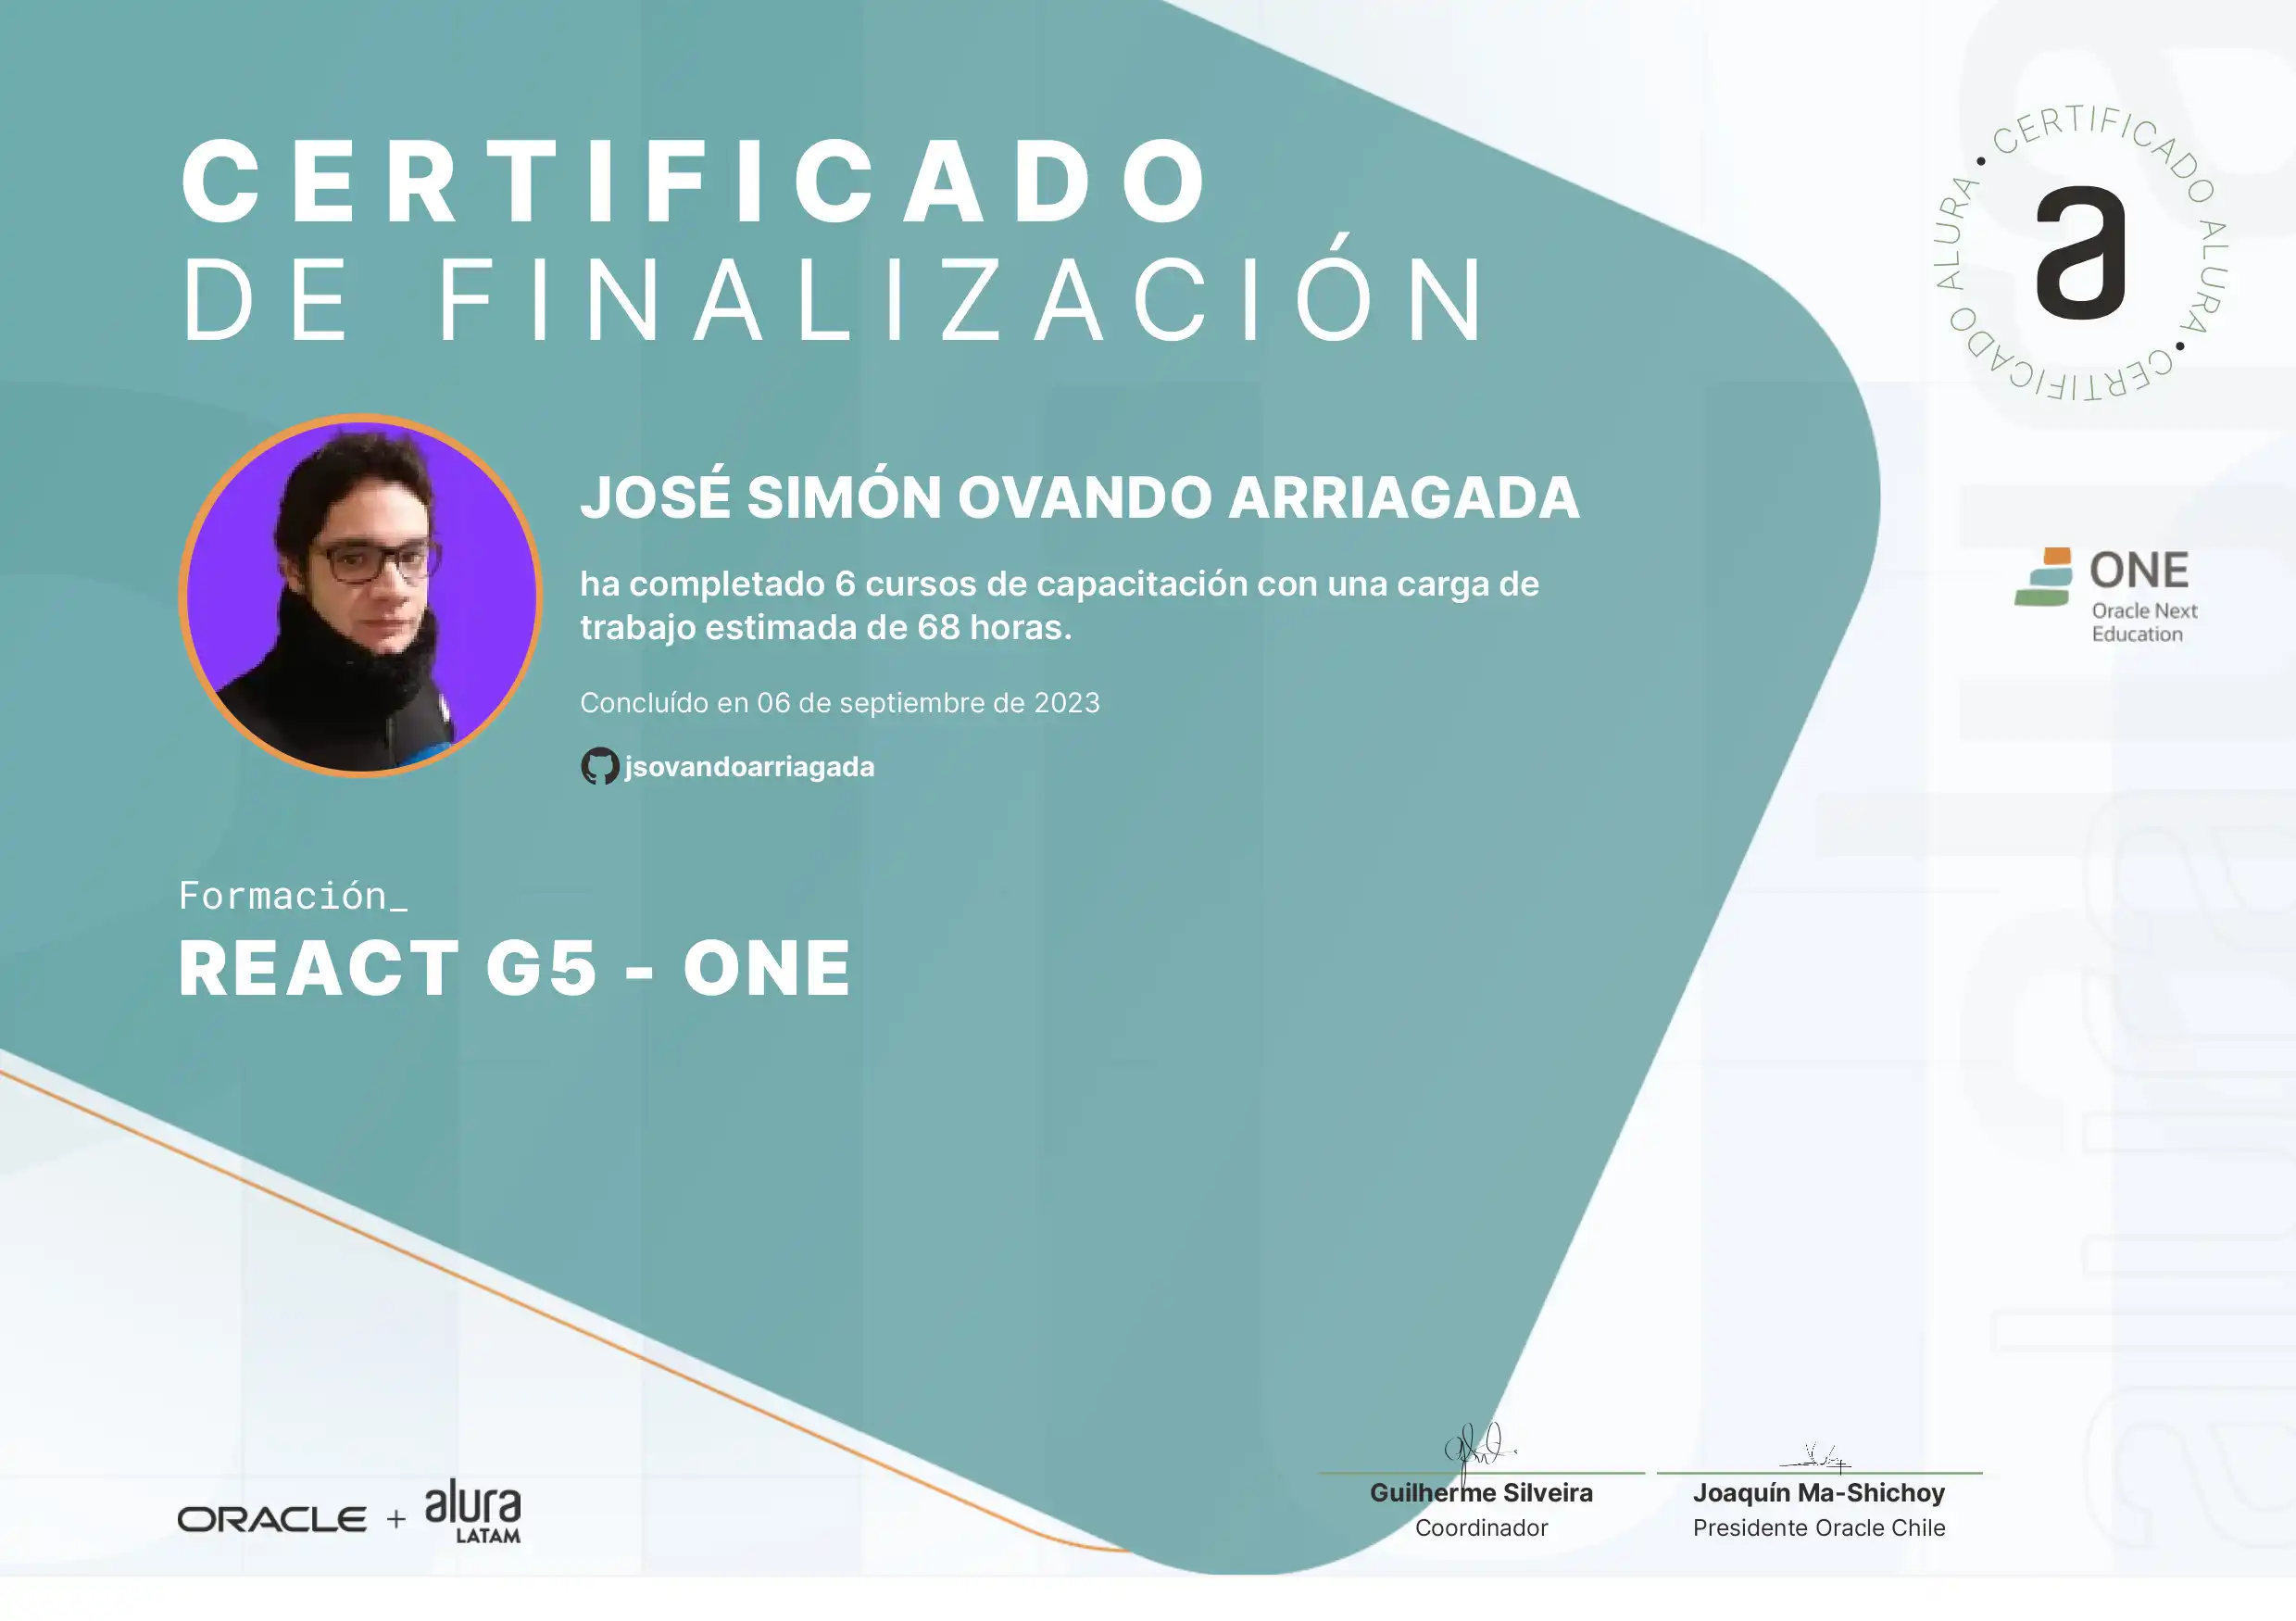 CERTIFICADO
DE FINALIZACIÓN
CERTIFICADO ALURA • CERTIFICADO ALURA •
a
JOSÉ SIMÓN OVANDO ARRIAGADA
ha completado 6 cursos de capacitación con una carga de
trabajo estimada de 68 horas.
Concluído en 06 de septiembre de 2023
jsovandoarriagada
ONE
Oracle Next
Education
Formación_
REACT G5 - ONE
ORACLE + alura
LATAM
Guilherme Silveira
Coordinador
Joaquín Ma-Shichoy
Presidente Oracle Chile
alura